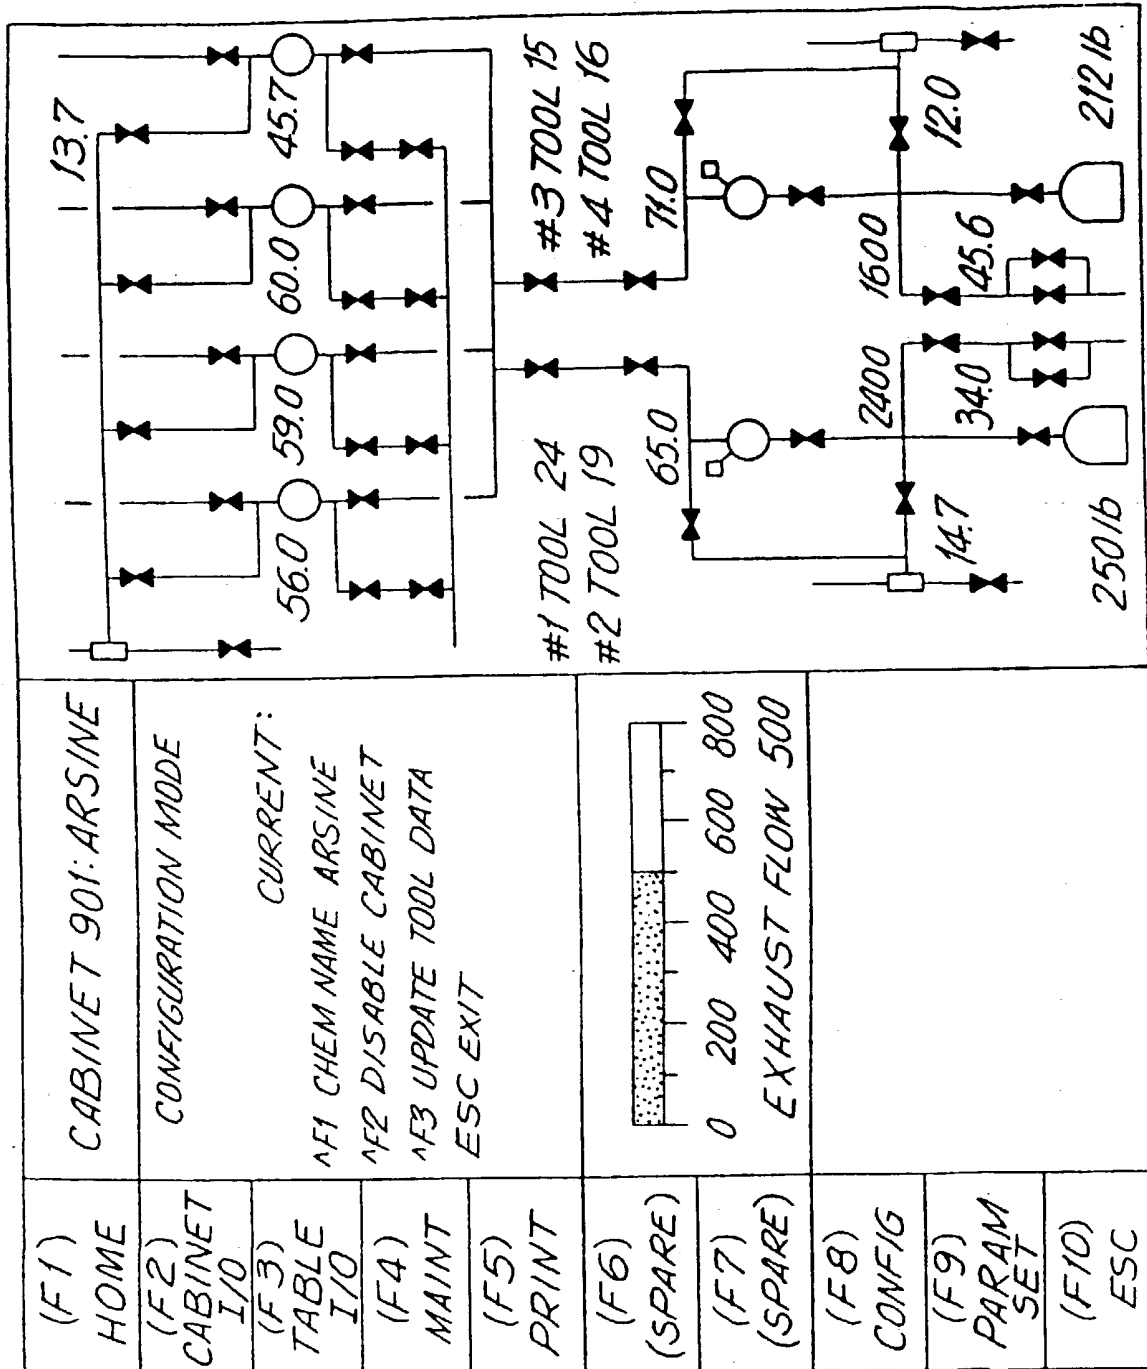 (F1)
HOME
(F2)
CABINET
I/O
(F3)
TABLE
I/O
(F4)
MAINT
(F5)
PRINT
(F6)
(SPARE)
(F7)
(SPARE)
(F8)
CONFIG
(F9)
PARAM
SET
(F10)
ESC
CABINET 901: ARSINE
CONFIGURATION MODE
CURRENT:
^F1 CHEM NAME ARSINE
^F2 DISABLE CABINET
^F3 UPDATE TOOL DATA
ESC EXIT
0 200 400 600 800
EXHAUST FLOW 500
13.7
56.0 59.0 60.0 45.7
#1 TOOL 24
#2 TOOL 19
#3 TOOL 15
#4 TOOL 16
65.0 71.0
2400 1600
14.7 34.0 45.6 12.0
250 lb 212 lb